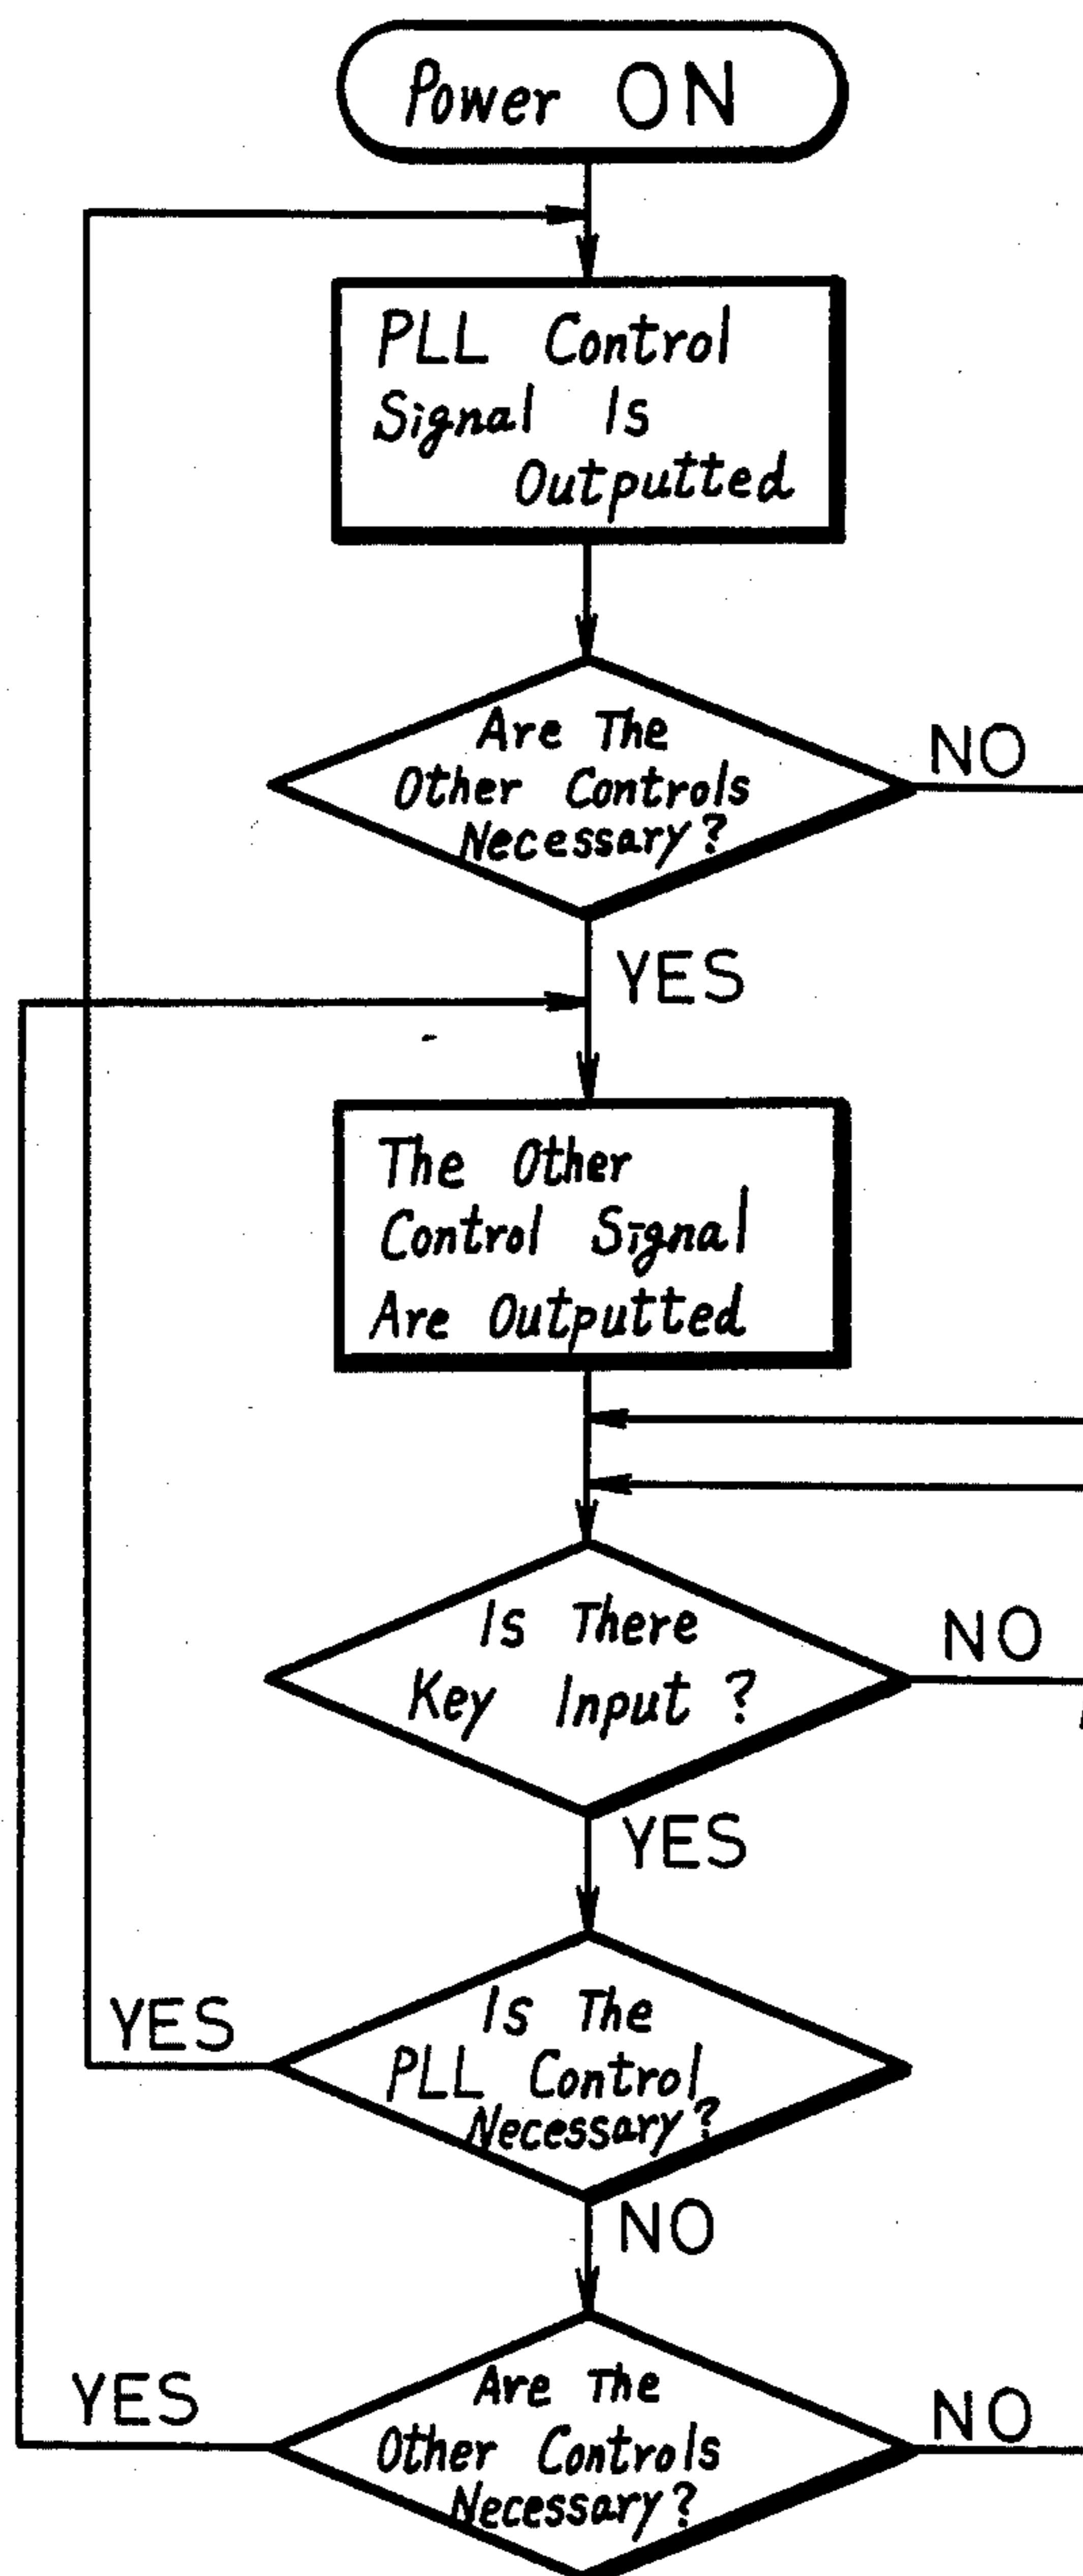 Power ON
PLL Control
Signal Is
Outputted
Are The
Other Controls
Necessary?
NO
YES
The Other
Control Signal
Are Outputted
Is There
Key Input ?
NO
YES
Is The
PLL Control
Necessary?
YES
NO
Are The
Other Controls
Necessary?
YES
NO